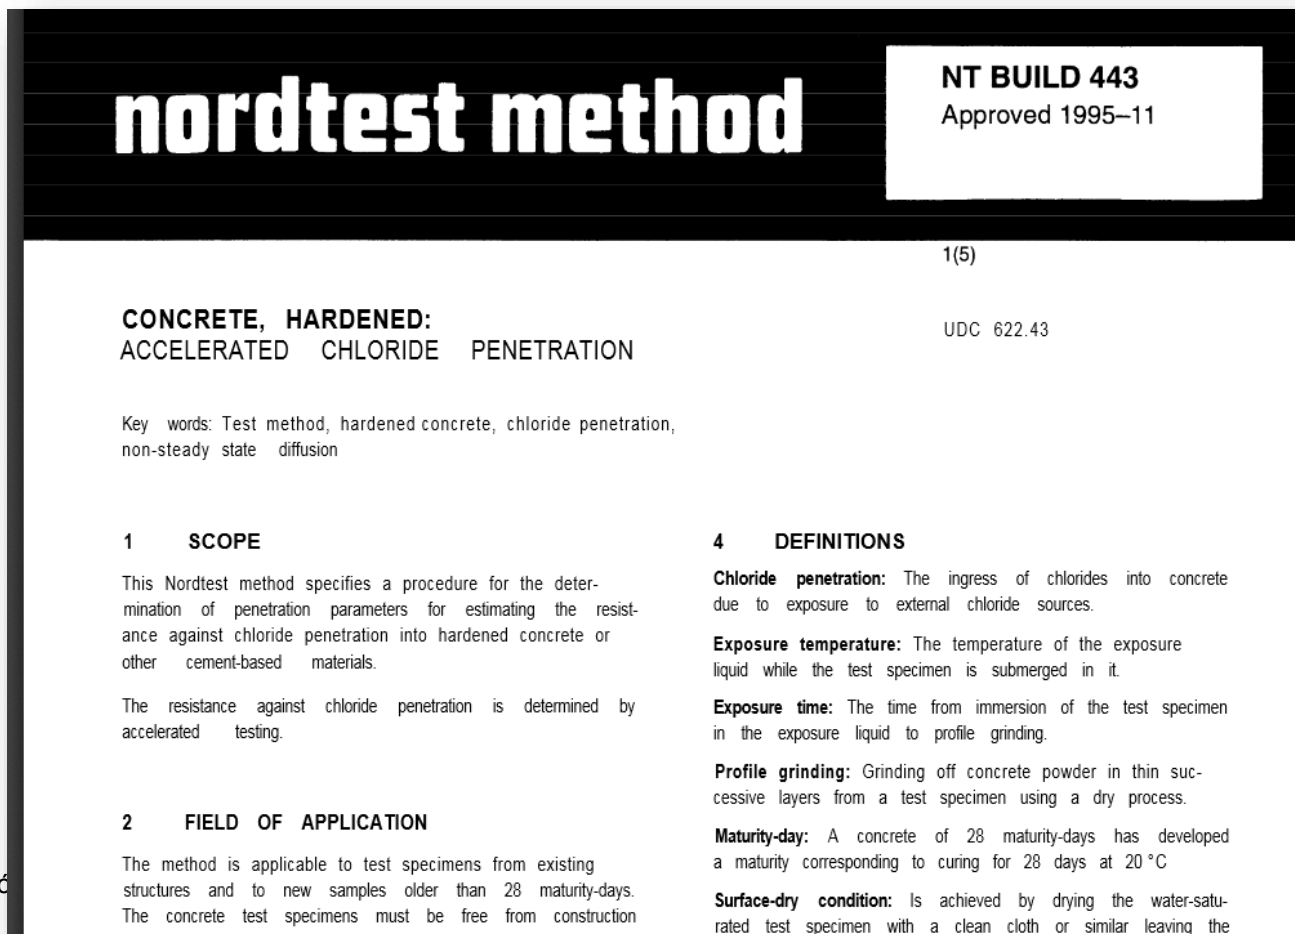 nordtest method
NT BUILD 443
Approved 1995–11
1(5)
UDC 622.43
CONCRETE, HARDENED:
ACCELERATED CHLORIDE PENETRATION
Key words: Test method, hardened concrete, chloride penetration,
non-steady state diffusion
1 SCOPE
This Nordtest method specifies a procedure for the deter-
mination of penetration parameters for estimating the resist-
ance against chloride penetration into hardened concrete or
other cement-based materials.
The resistance against chloride penetration is determined by
accelerated testing.
2 FIELD OF APPLICATION
The method is applicable to test specimens from existing
structures and to new samples older than 28 maturity-days.
The concrete test specimens must be free from construction
4 DEFINITIONS
Chloride penetration: The ingress of chlorides into concrete
due to exposure to external chloride sources.
Exposure temperature: The temperature of the exposure
liquid while the test specimen is submerged in it.
Exposure time: The time from immersion of the test specimen
in the exposure liquid to profile grinding.
Profile grinding: Grinding off concrete powder in thin suc-
cessive layers from a test specimen using a dry process.
Maturity-day: A concrete of 28 maturity-days has developed
a maturity corresponding to curing for 28 days at 20 °C
Surface-dry condition: Is achieved by drying the water-satu-
rated test specimen with a clean cloth or similar leaving the